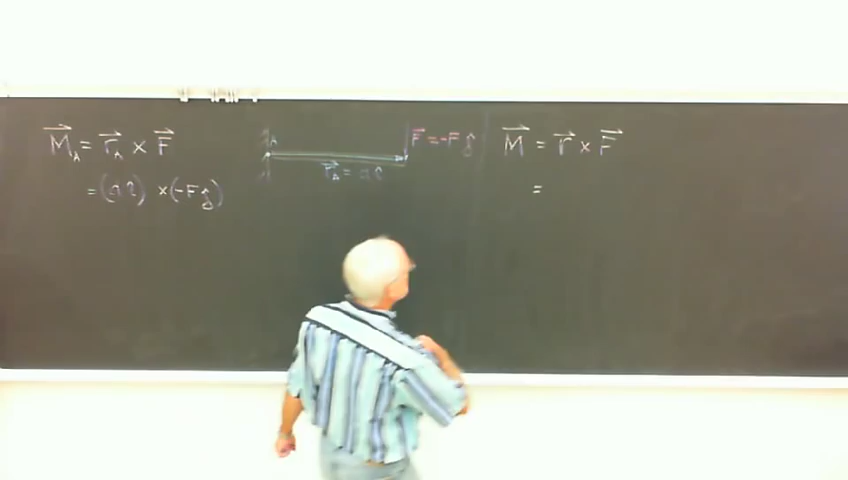 M⃗_A = r⃗_A × F⃗
= (a î) × (-F ĵ)
A
F⃗ = -F ĵ
r⃗_A = a î
M⃗ = r⃗ × F⃗
=